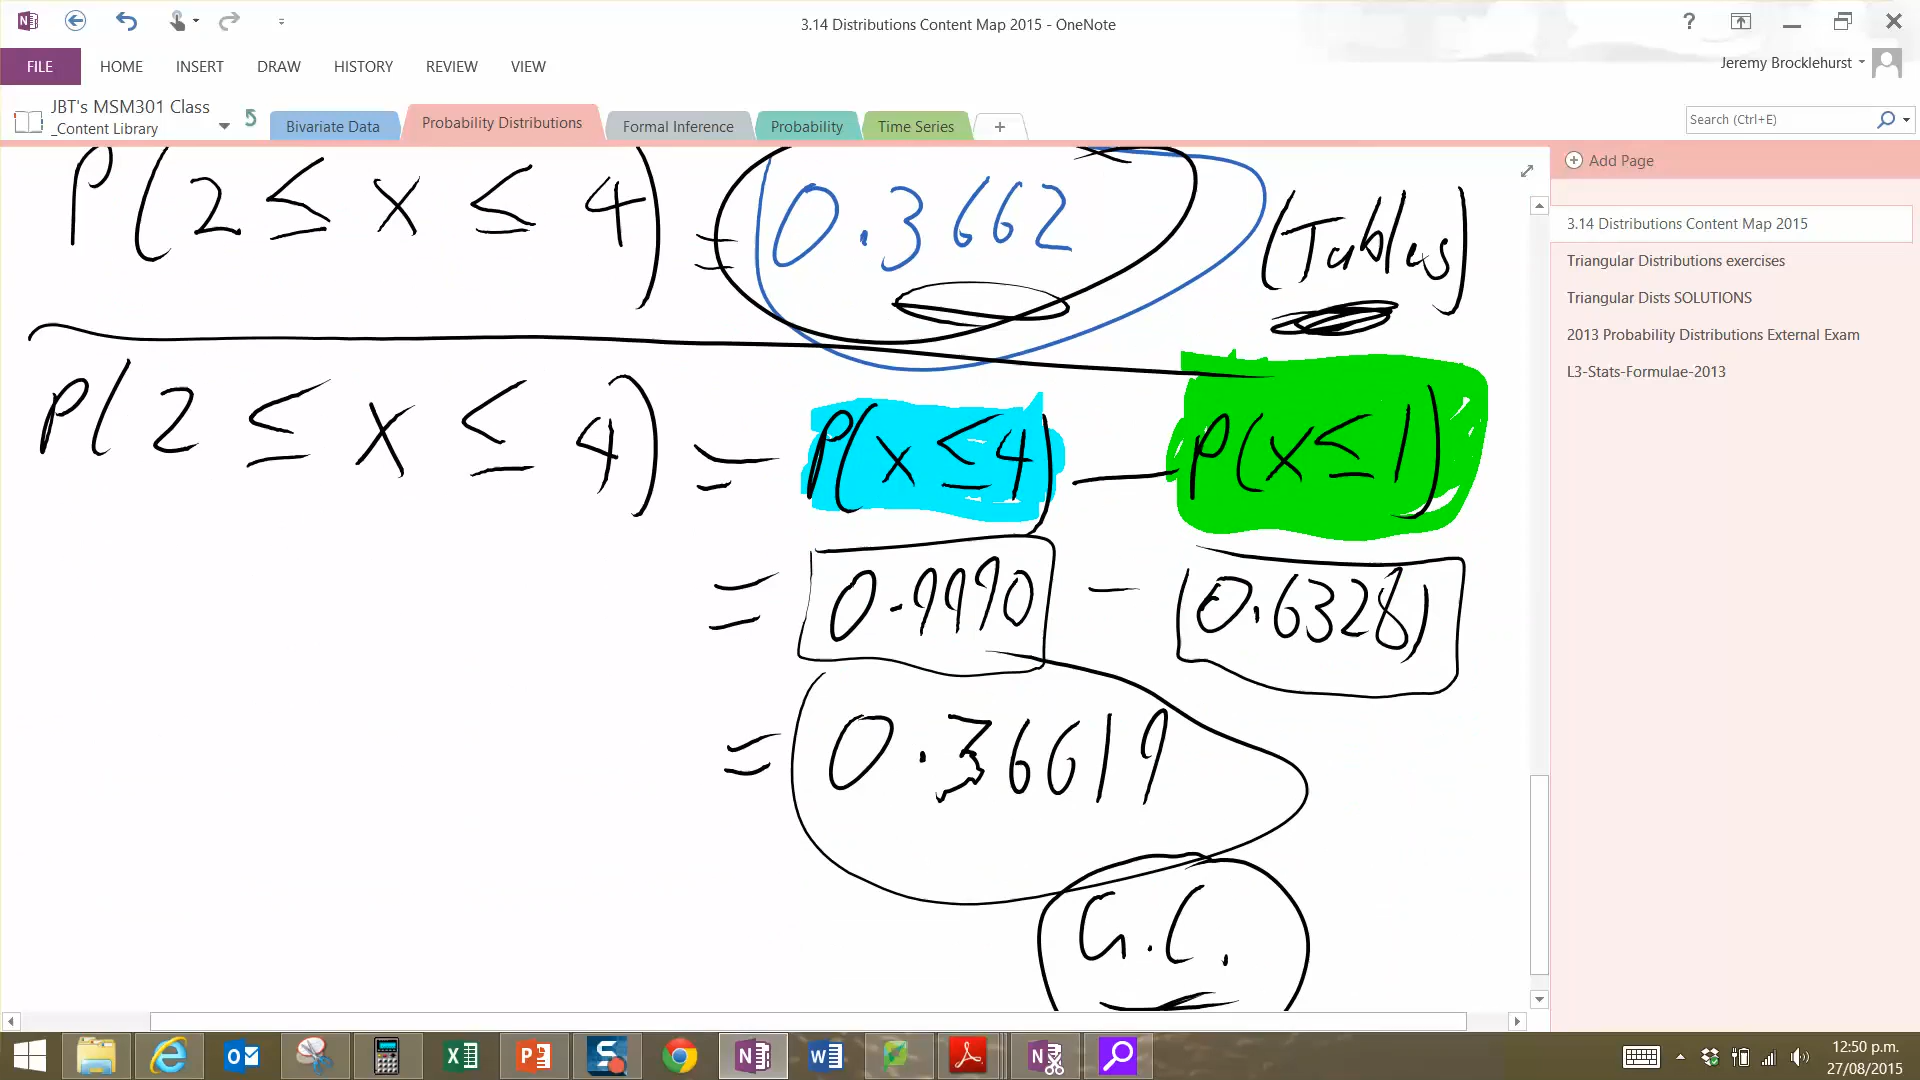 3.14 Distributions Content Map 2015 - OneNote
?
FILE HOME INSERT DRAW HISTORY REVIEW VIEW
Jeremy Brocklehurst
JBT's MSM301 Class
_Content Library
Bivariate Data Probability Distributions Formal Inference Probability Time Series +
Search (Ctrl+E)
Add Page
3.14 Distributions Content Map 2015
Triangular Distributions exercises
Triangular Dists SOLUTIONS
2013 Probability Distributions External Exam
L3-Stats-Formulae-2013
P(2 ≤ x ≤ 4) = 0.3662 (Tables)
P(2 ≤ x ≤ 4) = P(x ≤ 4) - P(x ≤ 1)
= 0.9990 - 0.63281
= 0.36619
G.C.
12:50 p.m.
27/08/2015